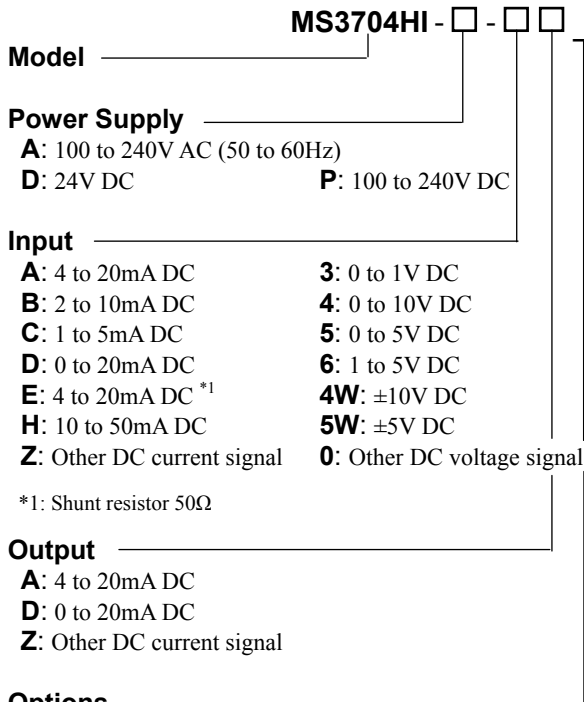 MS3704HI - □ - □ □
Model
Power Supply
A: 100 to 240V AC (50 to 60Hz)
D: 24V DC P: 100 to 240V DC
Input
A: 4 to 20mA DC 3: 0 to 1V DC
B: 2 to 10mA DC 4: 0 to 10V DC
C: 1 to 5mA DC 5: 0 to 5V DC
D: 0 to 20mA DC 6: 1 to 5V DC
E: 4 to 20mA DC *1 4W: ±10V DC
H: 10 to 50mA DC 5W: ±5V DC
Z: Other DC current signal 0: Other DC voltage signal
*1: Shunt resistor 50Ω
Output
A: 4 to 20mA DC
D: 0 to 20mA DC
Z: Other DC current signal
Options